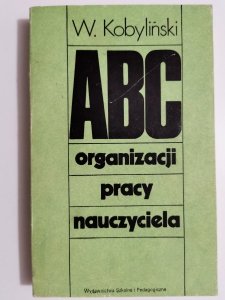 W. Kobyliński
ABC
organizacji
pracy
nauczyciela
Wydawnictwa Szkolne i Pedagogiczne